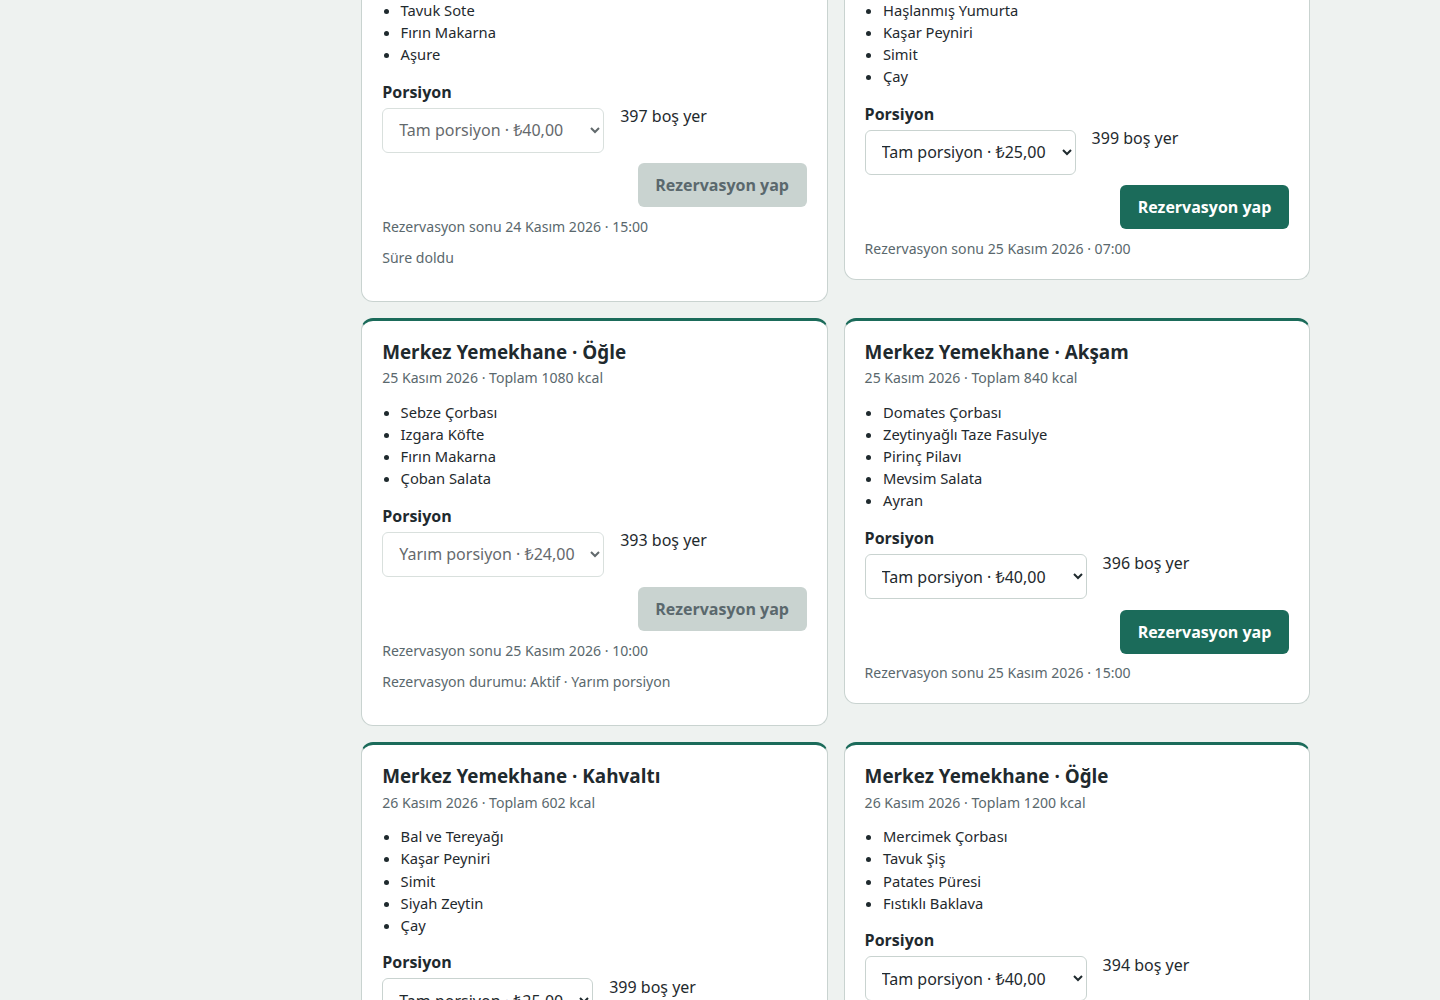 Tavuk Sote
Fırın Makarna
Aşure
Porsiyon
Tam porsiyon · ₺40,00
397 boş yer
Rezervasyon yap
Rezervasyon sonu 24 Kasım 2026 · 15:00
Süre doldu
Haşlanmış Yumurta
Kaşar Peyniri
Simit
Çay
Porsiyon
Tam porsiyon · ₺25,00
399 boş yer
Rezervasyon yap
Rezervasyon sonu 25 Kasım 2026 · 07:00
Merkez Yemekhane · Öğle
25 Kasım 2026 · Toplam 1080 kcal
Sebze Çorbası
Izgara Köfte
Fırın Makarna
Çoban Salata
Porsiyon
Yarım porsiyon · ₺24,00
393 boş yer
Rezervasyon yap
Rezervasyon sonu 25 Kasım 2026 · 10:00
Rezervasyon durumu: Aktif · Yarım porsiyon
Merkez Yemekhane · Akşam
25 Kasım 2026 · Toplam 840 kcal
Domates Çorbası
Zeytinyağlı Taze Fasulye
Pirinç Pilavı
Mevsim Salata
Ayran
Porsiyon
Tam porsiyon · ₺40,00
396 boş yer
Rezervasyon yap
Rezervasyon sonu 25 Kasım 2026 · 15:00
Merkez Yemekhane · Kahvaltı
26 Kasım 2026 · Toplam 602 kcal
Bal ve Tereyağı
Kaşar Peyniri
Simit
Siyah Zeytin
Çay
Porsiyon
Tam porsiyon · ₺25,00
399 boş yer
Merkez Yemekhane · Öğle
26 Kasım 2026 · Toplam 1200 kcal
Mercimek Çorbası
Tavuk Şiş
Patates Püresi
Fıstıklı Baklava
Porsiyon
Tam porsiyon · ₺40,00
394 boş yer